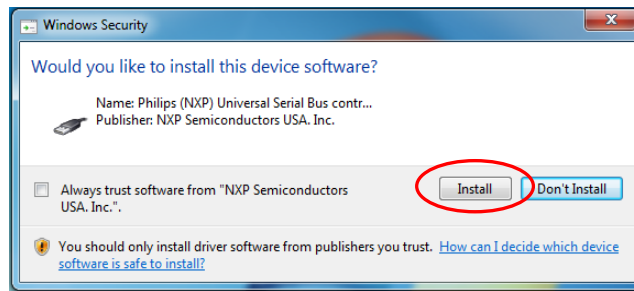 Windows Security
Would you like to install this device software?
Name: Philips (NXP) Universal Serial Bus contr...
Publisher: NXP Semiconductors USA. Inc.
Always trust software from "NXP Semiconductors
USA. Inc.".
Install
Don't Install
You should only install driver software from publishers you trust. How can I decide which device
software is safe to install?